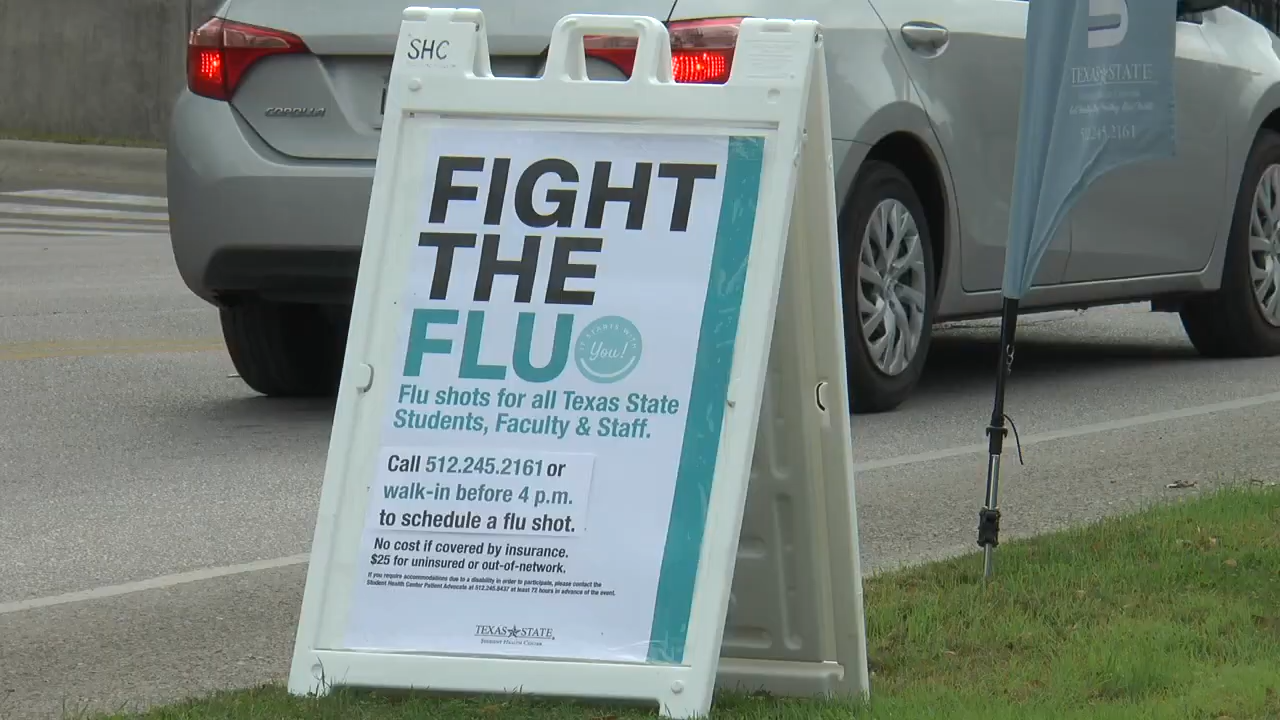 SHC
COROLLA
FIGHT
THE
FLU
IT STARTS WITH
You!
Flu shots for all Texas State
Students, Faculty & Staff.
Call 512.245.2161 or
walk-in before 4 p.m.
to schedule a flu shot.
No cost if covered by insurance.
$25 for uninsured or out-of-network.
If you require accommodations due to a disability in order to participate, please contact the
Student Health Center Patient Advocate at 512.245.8437 at least 72 hours in advance of the event.
TEXAS STATE
STUDENT HEALTH CENTER
TEXAS STATE
512.245.2161